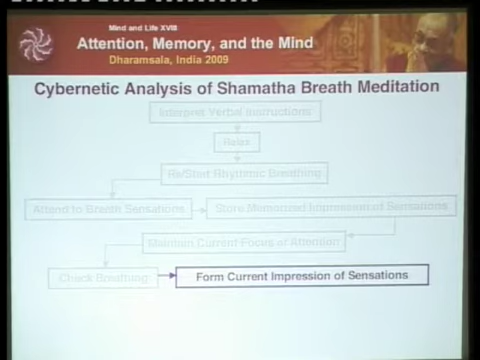 Mind and Life XVIII
Attention, Memory, and the Mind
Dharamsala, India 2009
Cybernetic Analysis of Shamatha Breath Meditation
Interpret Verbal Instructions
Relax
Re/Start Rhythmic Breathing
Attend to Breath Sensations
Store Memorized Impression of Sensations
Maintain Current Focus of Attention
Check Breathing
Form Current Impression of Sensations